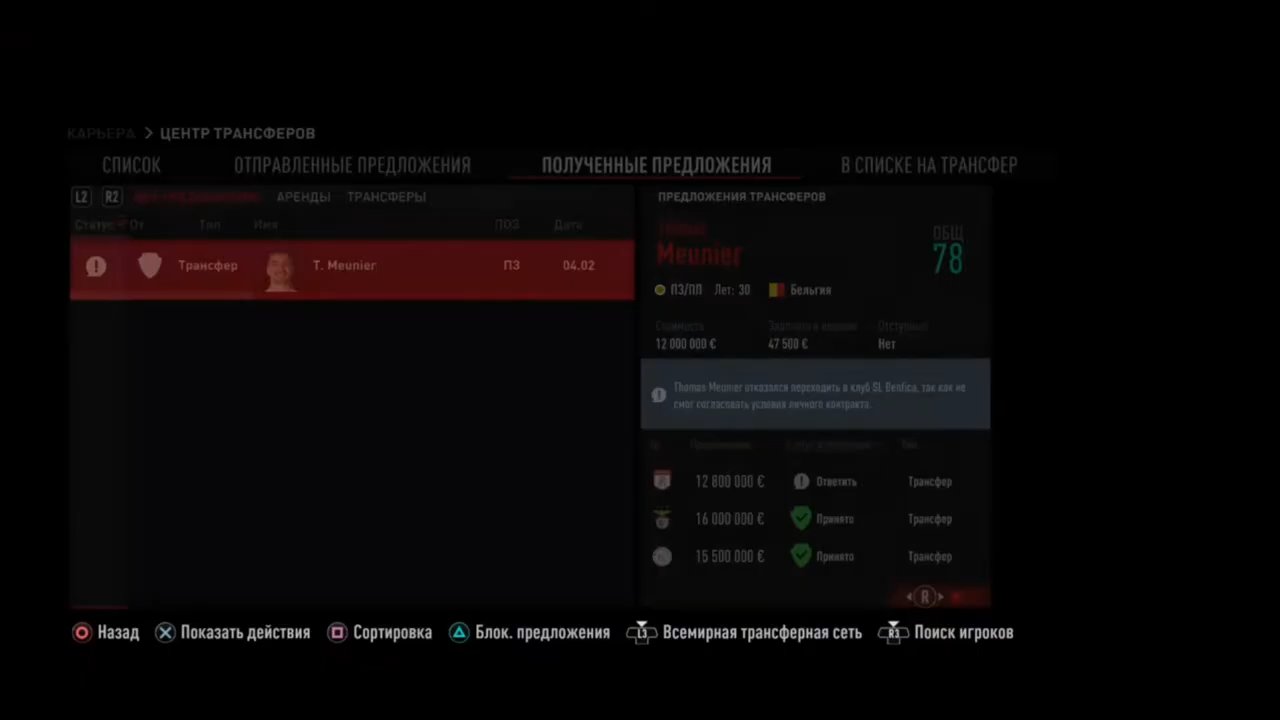 КАРЬЕРА > ЦЕНТР ТРАНСФЕРОВ
СПИСОК ОТПРАВЛЕННЫЕ ПРЕДЛОЖЕНИЯ ПОЛУЧЕННЫЕ ПРЕДЛОЖЕНИЯ В СПИСКЕ НА ТРАНСФЕР
L2 R2 АРЕНДЫ ТРАНСФЕРЫ
Статус От Тип Имя ПОЗ Дата
Трансфер T. Meunier ПЗ 04.02
ПРЕДЛОЖЕНИЯ ТРАНСФЕРОВ
Thomas
Meunier
ОБЩ
78
ПЗ/ПП Лет: 30 Бельгия
Стоимость Отступные
12 000 000 € 47 500 € Нет
Thomas Meunier отказался переходить в клуб SL Benfica, так как не
смог согласовать условия личного контракта.
12 800 000 € Ответить Трансфер
16 000 000 € Принято Трансфер
15 500 000 € Принято Трансфер
R
Назад Показать действия Сортировка Блок. предложения L3 Всемирная трансферная сеть R3 Поиск игроков